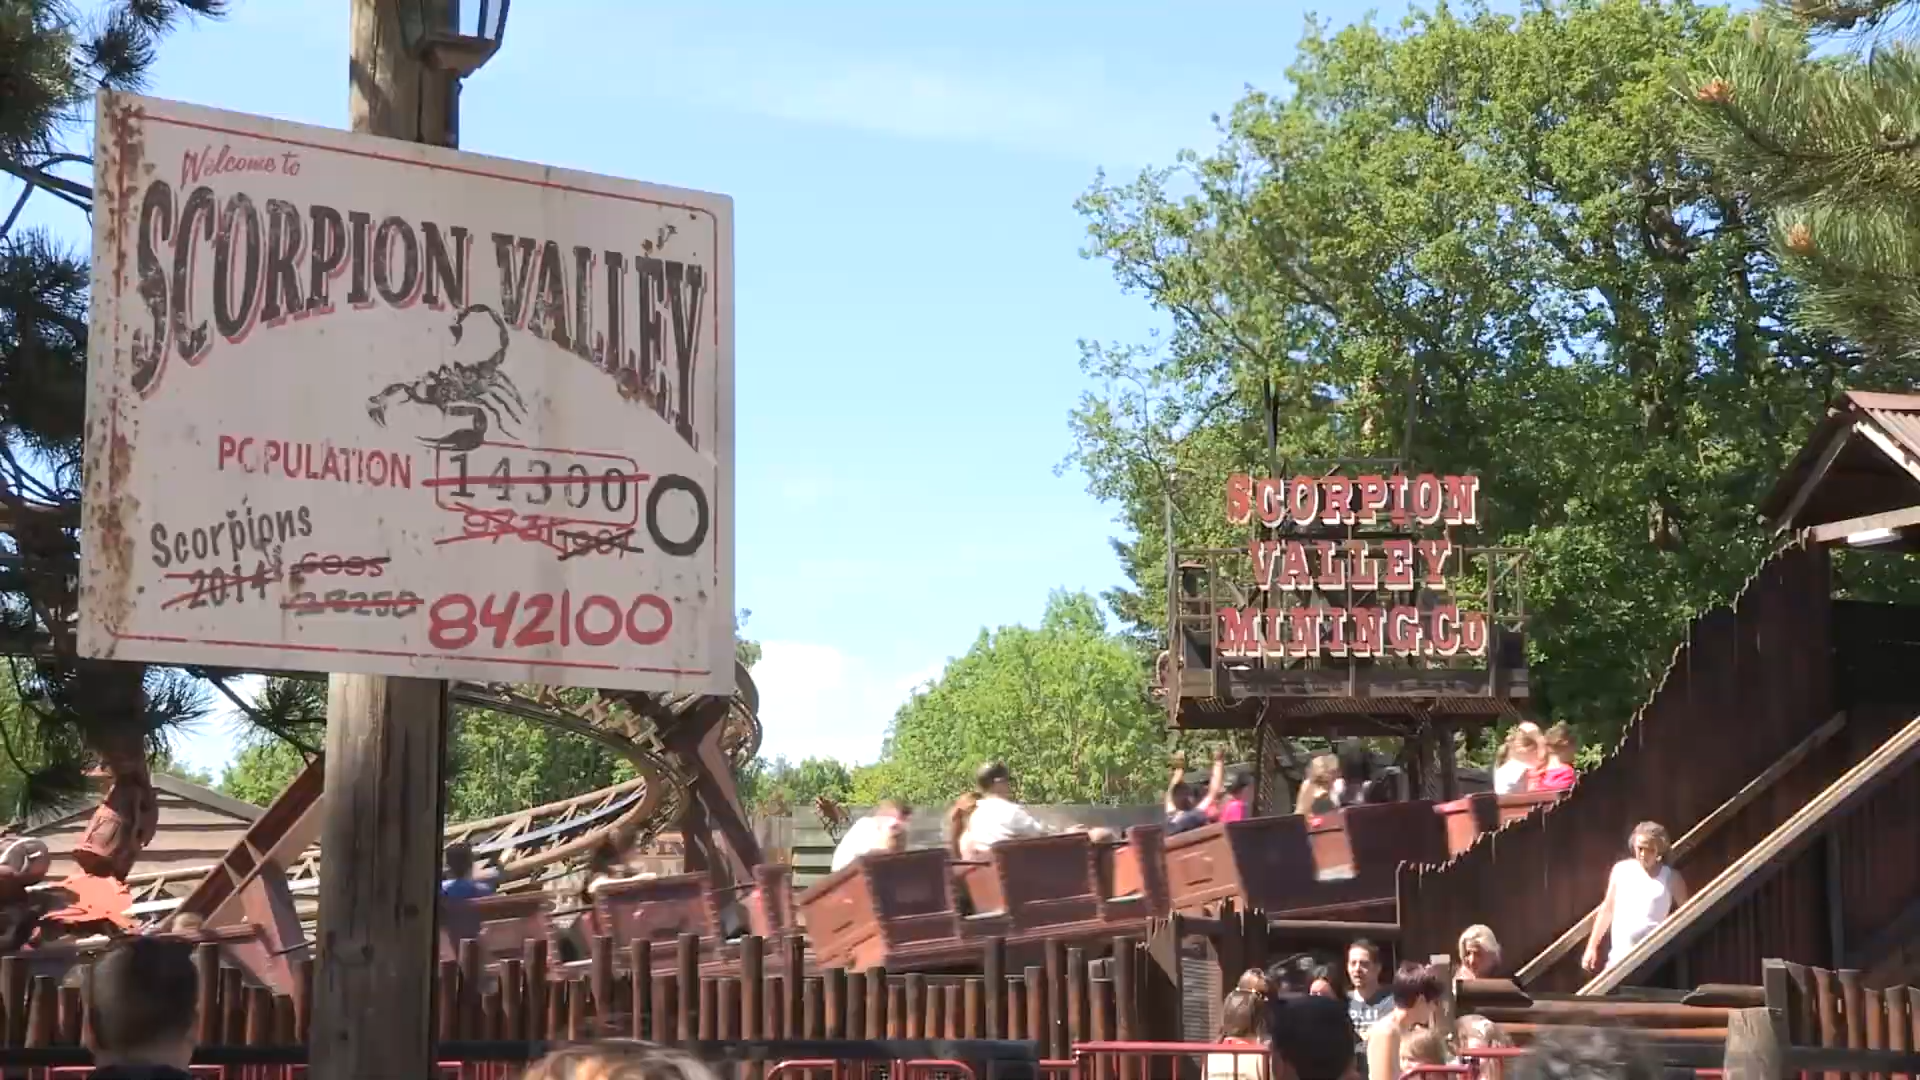 Welcome to
SCORPION VALLEY
POPULATION 14300 0
Scorpions
2014
842100
SCORPION
VALLEY
MINING.Co